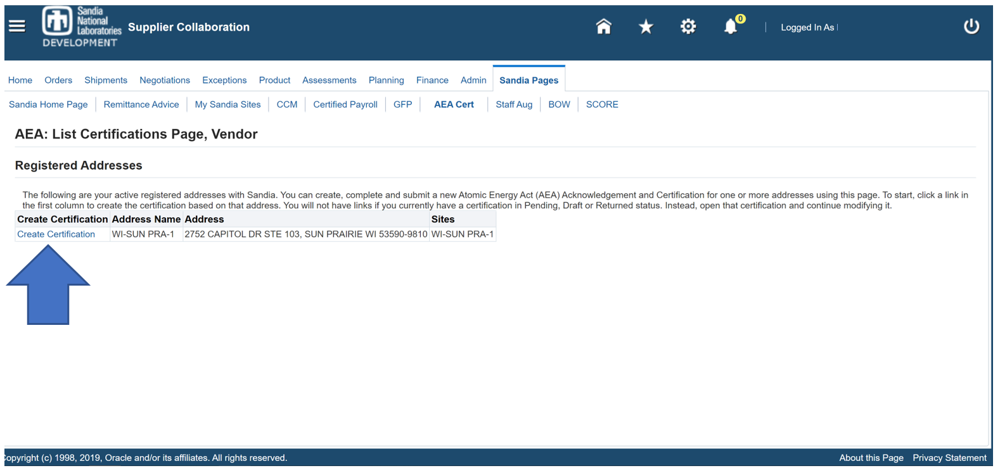 Sandia
National
Laboratories
DEVELOPMENT
Supplier Collaboration
0
Logged In As
Home Orders Shipments Negotiations Exceptions Product Assessments Planning Finance Admin Sandia Pages
Sandia Home Page Remittance Advice My Sandia Sites CCM Certified Payroll GFP AEA Cert Staff Aug BOW SCORE
AEA: List Certifications Page, Vendor
Registered Addresses
The following are your active registered addresses with Sandia. You can create, complete and submit a new Atomic Energy Act (AEA) Acknowledgement and Certification for one or more addresses using this page. To start, click a link in
the first column to create the certification based on that address. You will not have links if you currently have a certification in Pending, Draft or Returned status. Instead, open that certification and continue modifying it.
Create Certification Address Name Address Sites
Create Certification WI-SUN PRA-1 2752 CAPITOL DR STE 103, SUN PRAIRIE WI 53590-9810 WI-SUN PRA-1
Copyright (c) 1998, 2019, Oracle and/or its affiliates. All rights reserved.
About this Page Privacy Statement